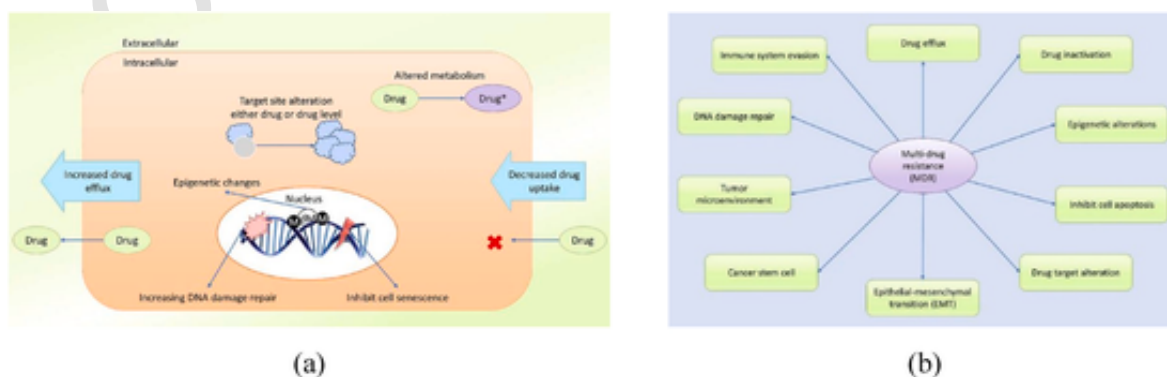 Extracellular
Intracellular
Altered metabolism
Drug
Drug*
Target site alteration
either drug or drug level
Increased drug
efflux
Decreased drug
uptake
Epigenetic changes
Nucleus
M
M
Drug
Drug
Drug
Increasing DNA damage repair
Inhibit cell senescence
(a)
Drug efflux
Immune system evasion
Drug inactivation
DNA damage repair
Epigenetic alterations
Multi-drug
resistance
(MDR)
Tumor
microenvironment
Inhibit cell apoptosis
Cancer stem cell
Drug target alteration
Epithelial-mesenchymal
transition (EMT)
(b)